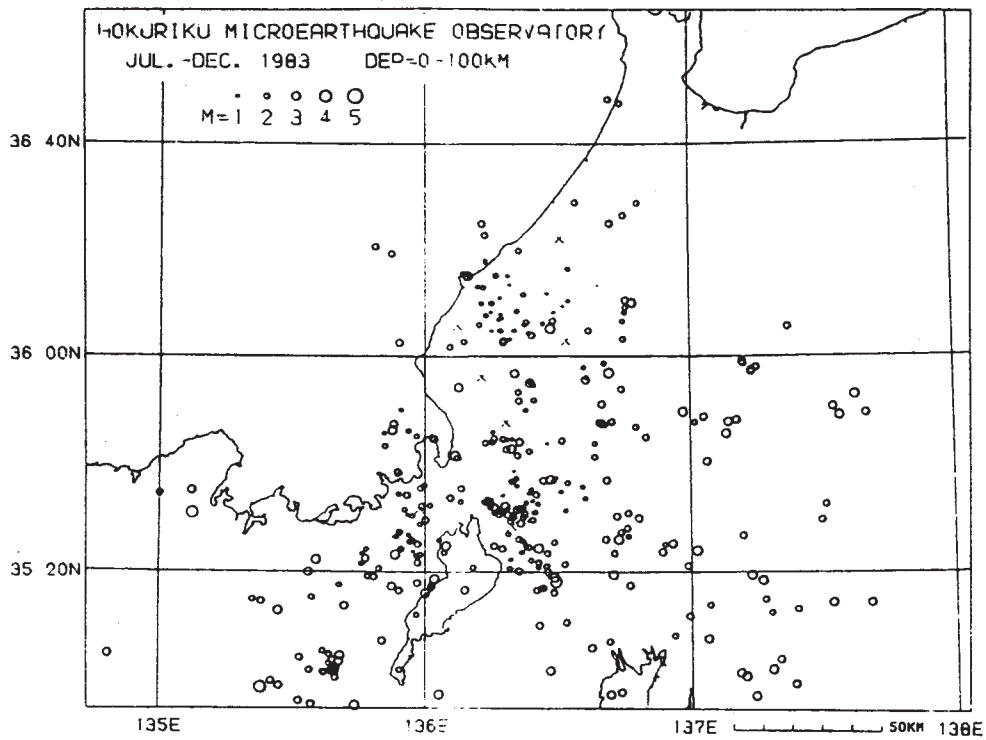 HOKURIKU MICROEARTHQUAKE OBSERVATORY
JUL.-DEC. 1983 DEP=0-100KM
M=1 2 3 4 5
36 40N
36 00N
35 20N
135E 136E 137E 50KM 138E